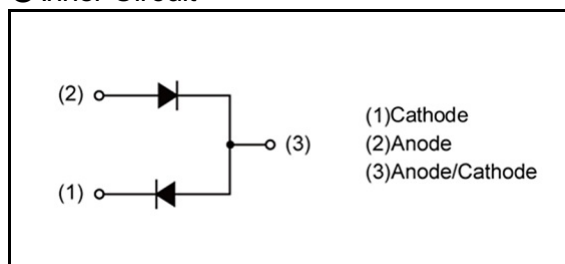 Inner Circuit
(2)
(3)
(1)
(1)Cathode
(2)Anode
(3)Anode/Cathode